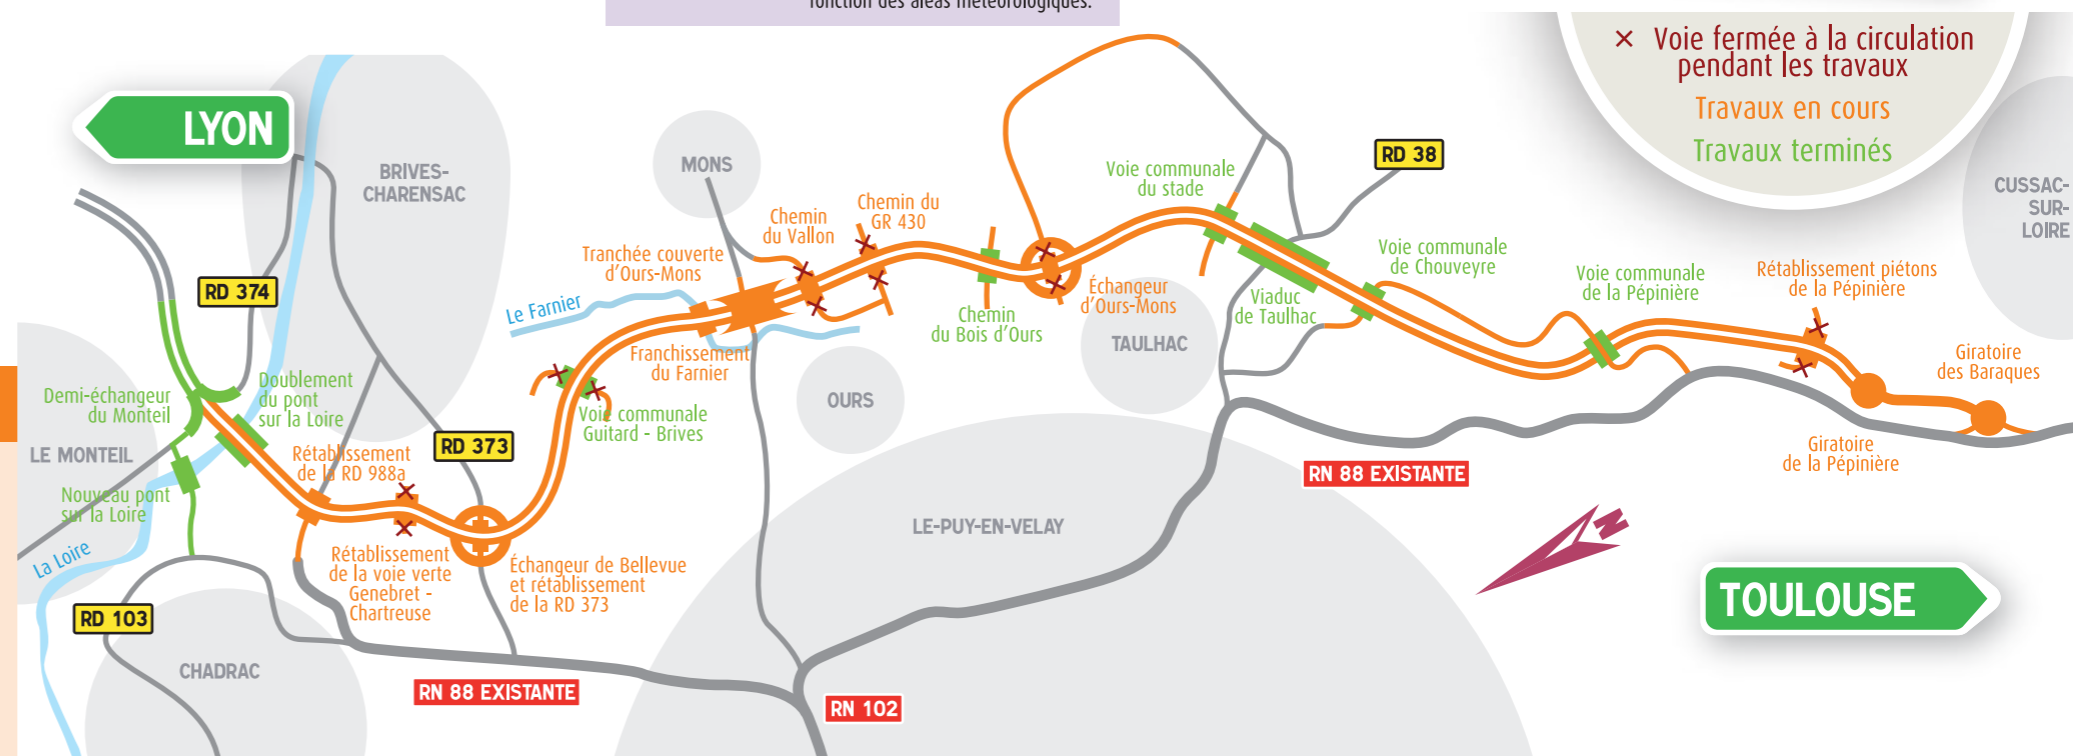 fonction des aléas météorologiques.
× Voie fermée à la circulation
pendant les travaux
Travaux en cours
Travaux terminés
LYON
BRIVES-
CHARENSAC
MONS
RD 38
CUSSAC-
SUR-
LOIRE
Voie communale
du stade
Chemin du
GR 430
Chemin
du Vallon
Tranchée couverte
d'Ours-Mons
Voie communale
de Chouveyre
Voie communale
de la Pépinière
Rétablissement piétons
de la Pépinière
RD 374
Le Farnier
Échangeur
d'Ours-Mons
Viaduc
de Taulhac
Chemin
du Bois d'Ours
TAULHAC
Franchissement
du Farnier
Giratoire
des Baraques
Demi-échangeur
du Monteil
Doublement
du pont
sur la Loire
OURS
Voie communale
Guitard - Brives
LE MONTEIL
Rétablissement
de la RD 988a
RD 373
Giratoire
de la Pépinière
RN 88 EXISTANTE
Nouveau pont
sur la Loire
LE-PUY-EN-VELAY
N
La Loire
Rétablissement
de la voie verte
Genebret -
Chartreuse
Échangeur de Bellevue
et rétablissement
de la RD 373
TOULOUSE
RD 103
CHADRAC
RN 88 EXISTANTE
RN 102